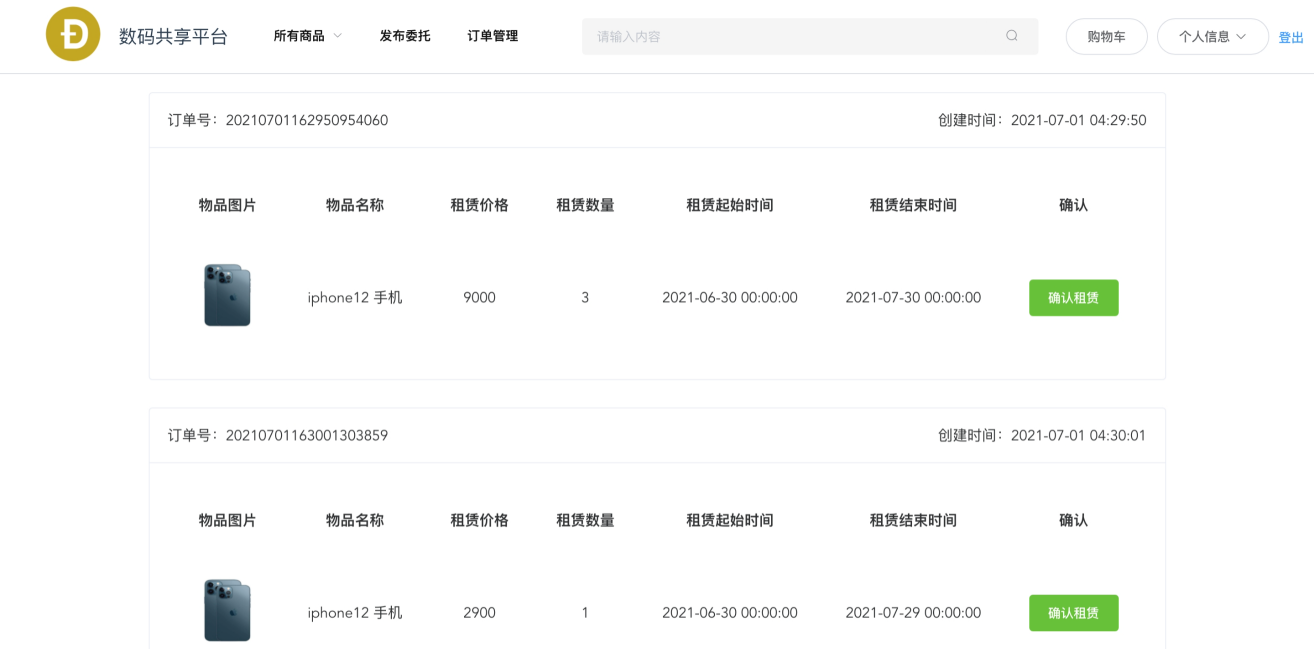 Đ 数码共享平台 所有商品 发布委托 订单管理 请输入内容 购物车 个人信息 登出
订单号：20210701162950954060 创建时间：2021-07-01 04:29:50
物品图片 物品名称 租赁价格 租赁数量 租赁起始时间 租赁结束时间 确认
iphone12 手机 9000 3 2021-06-30 00:00:00 2021-07-30 00:00:00 确认租赁
订单号：20210701163001303859 创建时间：2021-07-01 04:30:01
物品图片 物品名称 租赁价格 租赁数量 租赁起始时间 租赁结束时间 确认
iphone12 手机 2900 1 2021-06-30 00:00:00 2021-07-29 00:00:00 确认租赁